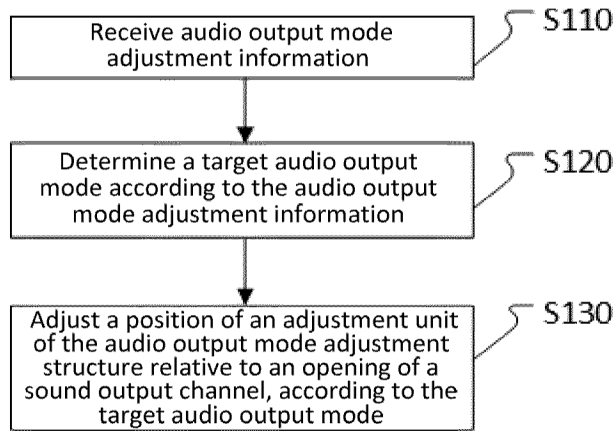 Receive audio output mode
adjustment information
S110
Determine a target audio output
mode according to the audio output
mode adjustment information
S120
Adjust a position of an adjustment unit
of the audio output mode adjustment
structure relative to an opening of a
sound output channel, according to the
target audio output mode
S130